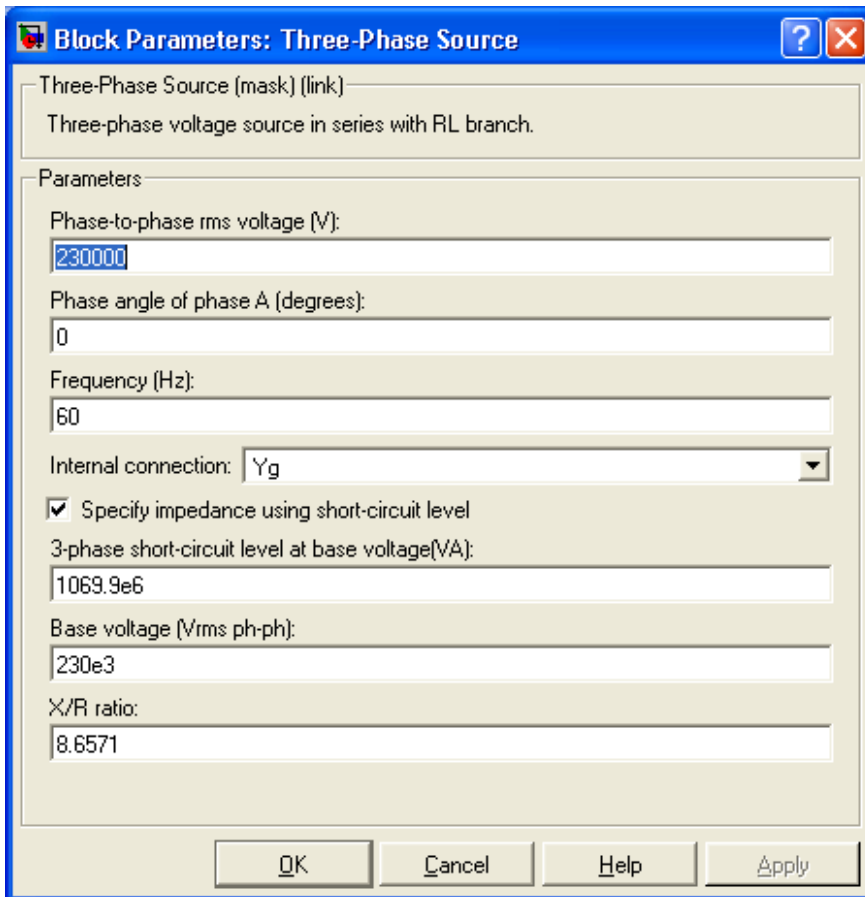 Block Parameters: Three-Phase Source
Three-Phase Source (mask) (link)
Three-phase voltage source in series with RL branch.
Parameters
Phase-to-phase rms voltage (V):
230000
Phase angle of phase A (degrees):
0
Frequency (Hz):
60
Internal connection: Yg
Specify impedance using short-circuit level
3-phase short-circuit level at base voltage(VA):
1069.9e6
Base voltage (Vrms ph-ph):
230e3
X/R ratio:
8.6571
OK Cancel Help Apply